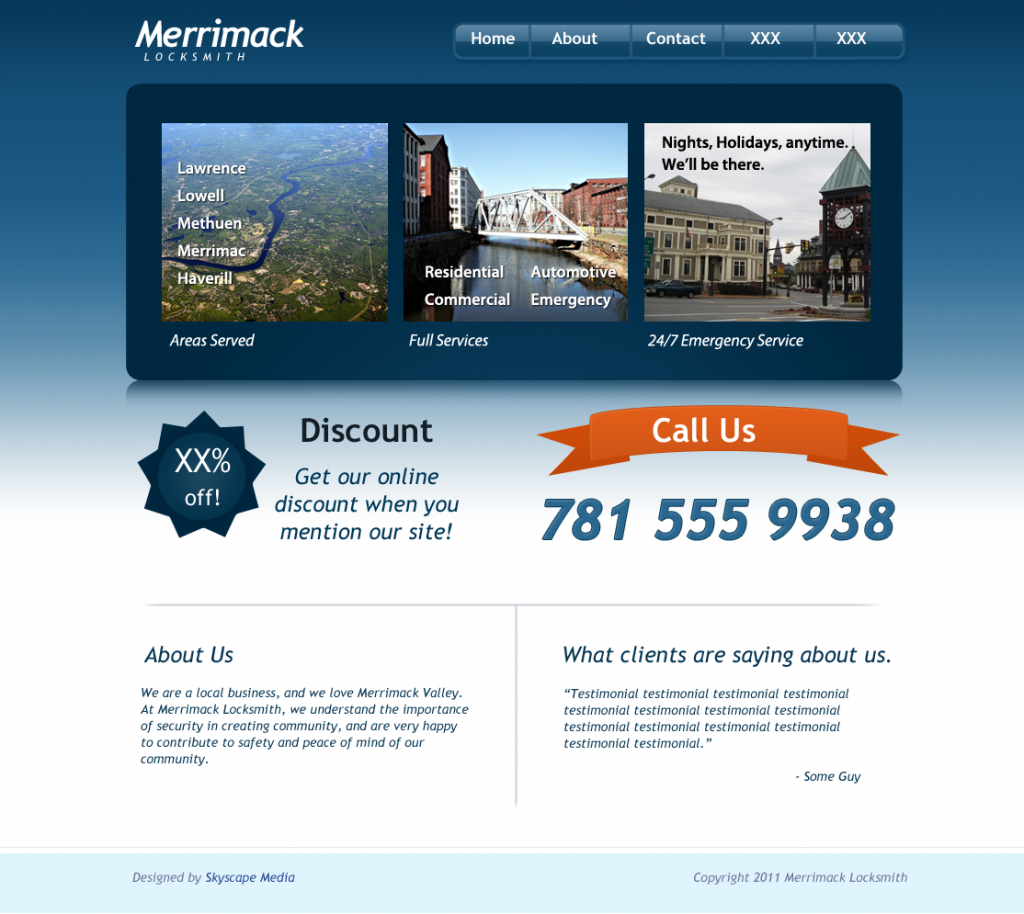 Merrimack
LOCKSMITH
Home About Contact XXX XXX
Lawrence
Lowell
Methuen
Merrimac
Haverill
Areas Served
Residential Automotive
Commercial Emergency
Full Services
Nights, Holidays, anytime.
We'll be there.
24/7 Emergency Service
XX%
off!
Discount
Get our online
discount when you
mention our site!
Call Us
781 555 9938
About Us
We are a local business, and we love Merrimack Valley.
At Merrimack Locksmith, we understand the importance
of security in creating community, and are very happy
to contribute to safety and peace of mind of our
community.
What clients are saying about us.
“Testimonial testimonial testimonial testimonial
testimonial testimonial testimonial testimonial
testimonial testimonial testimonial testimonial
testimonial testimonial.”
- Some Guy
Designed by Skyscape Media
Copyright 2011 Merrimack Locksmith